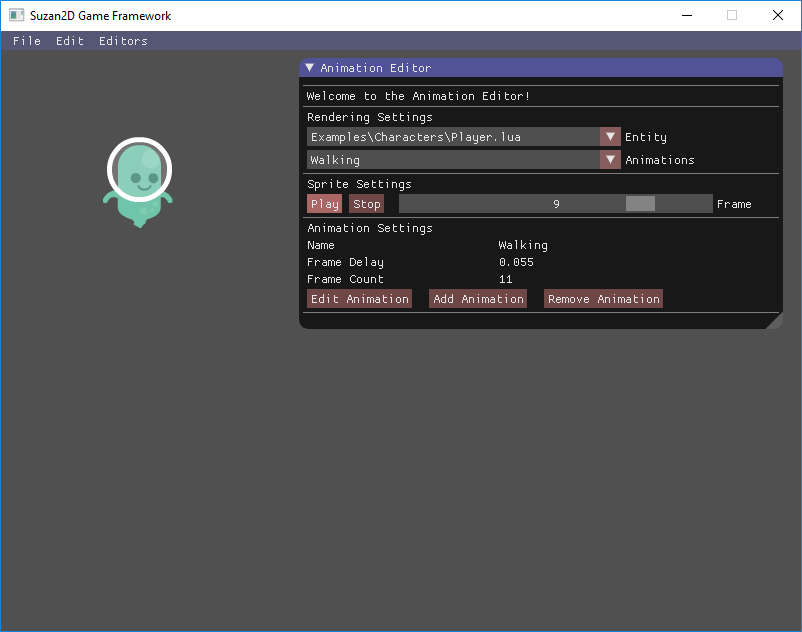 Suzan2D Game Framework
File Edit Editors
Animation Editor
Welcome to the Animation Editor!
Rendering Settings
Examples\Characters\Player.lua Entity
Walking Animations
Sprite Settings
Play Stop 9 Frame
Animation Settings
Name Walking
Frame Delay 0.055
Frame Count 11
Edit Animation Add Animation Remove Animation